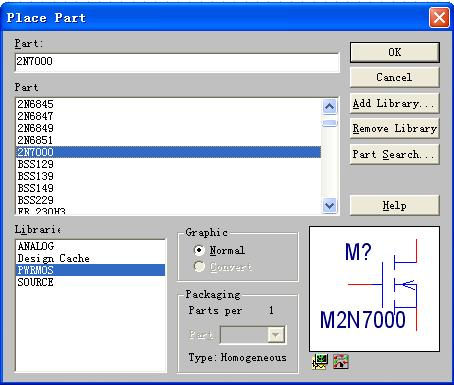 Place Part
Part:
2N7000
OK
Cancel
Add Library...
Remove Library
Part Search...
Help
Part
2N6845
2N6847
2N6849
2N6851
2N7000
BSS129
BSS139
BSS149
BSS229
Librarie
ANALOG
Design Cache
PWRMOS
SOURCE
Graphic
Normal
Convert
Packaging
Parts per 1
Part
Type: Homogeneous
M?
M2N7000